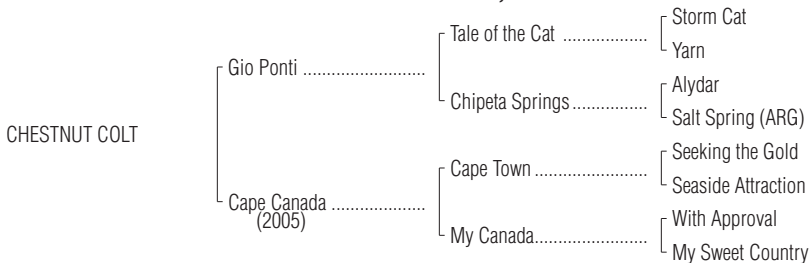 Storm Cat
Tale of the Cat ..................
Yarn
Gio Ponti ..........................
Alydar
Chipeta Springs................
Salt Spring (ARG)
CHESTNUT COLT
Seeking the Gold
Cape Town ........................
Seaside Attraction
Cape Canada ....................
(2005)
With Approval
My Canada........................
My Sweet Country